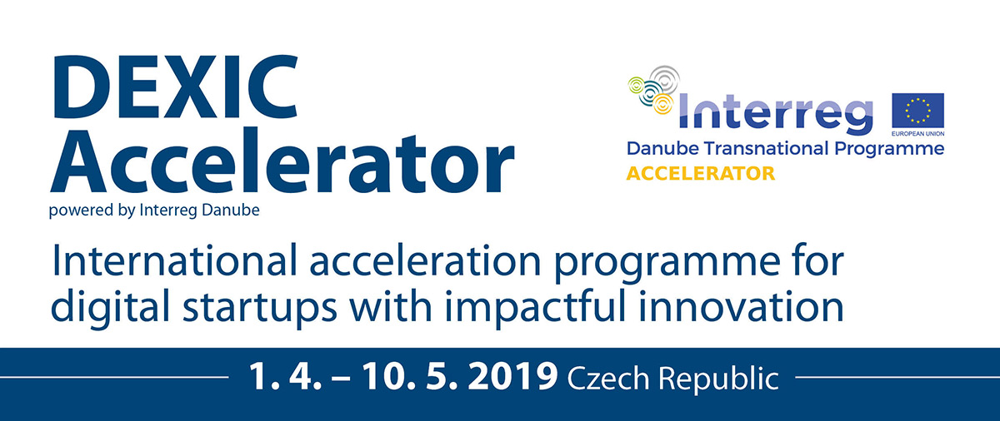 DEXIC
Accelerator
powered by Interreg Danube
Interreg
EUROPEAN UNION
Danube Transnational Programme
ACCELERATOR
International acceleration programme for
digital startups with impactful innovation
1. 4. – 10. 5. 2019 Czech Republic